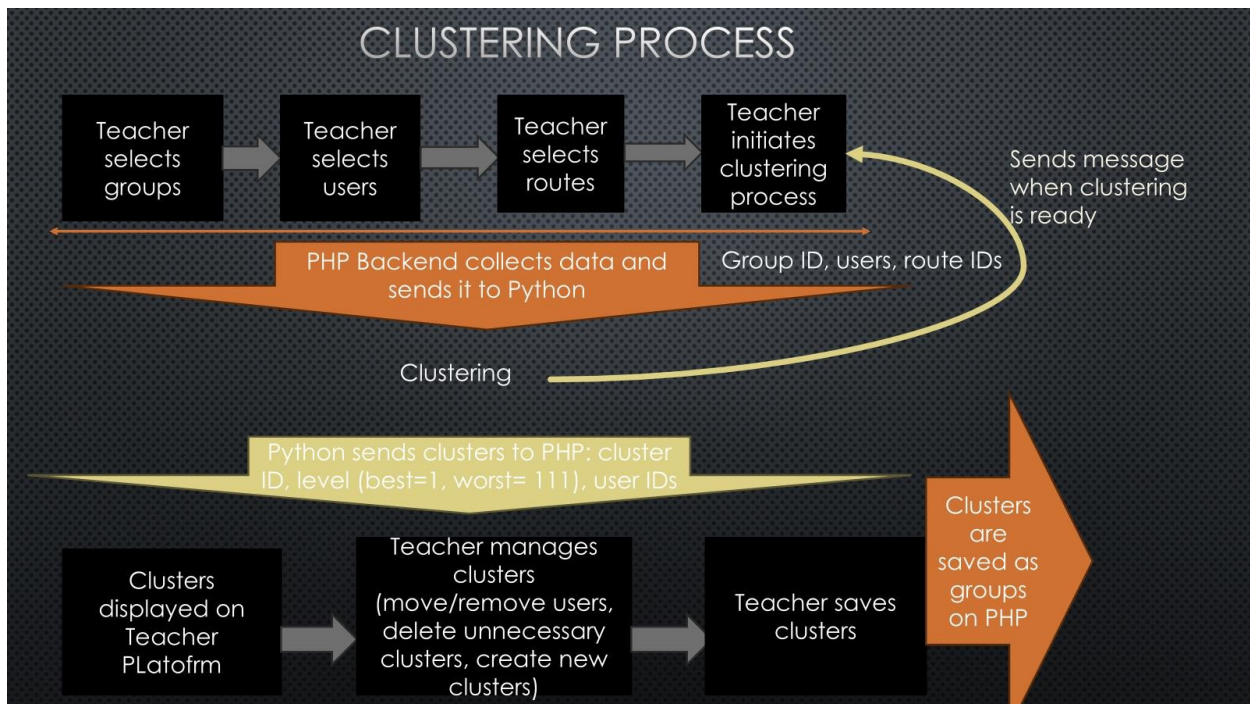 CLUSTERING PROCESS
Teacher
selects
groups
Teacher
selects
users
Teacher
selects
routes
Teacher
initiates
clustering
process
Sends message
when clustering
is ready
PHP Backend collects data and
sends it to Python
Group ID, users, route IDs
Clustering
Python sends clusters to PHP: cluster
ID, level (best=1, worst= 111), user IDs
Clusters
displayed on
Teacher
PLatofrm
Teacher manages
clusters
(move/remove users,
delete unnecessary
clusters, create new
clusters)
Teacher saves
clusters
Clusters
are
saved as
groups
on PHP